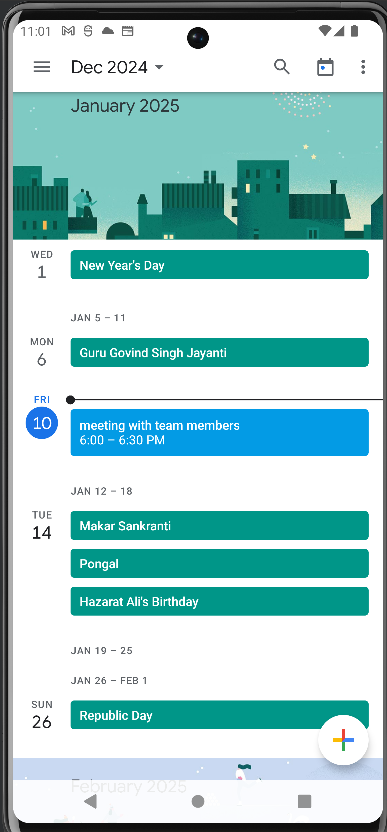 11:01
Dec 2024
January 2025
WED
1
New Year's Day
JAN 5 – 11
MON
6
Guru Govind Singh Jayanti
FRI
10
meeting with team members
6:00 – 6:30 PM
JAN 12 – 18
TUE
14
Makar Sankranti
Pongal
Hazarat Ali's Birthday
JAN 19 – 25
JAN 26 – FEB 1
SUN
26
Republic Day
February 2025